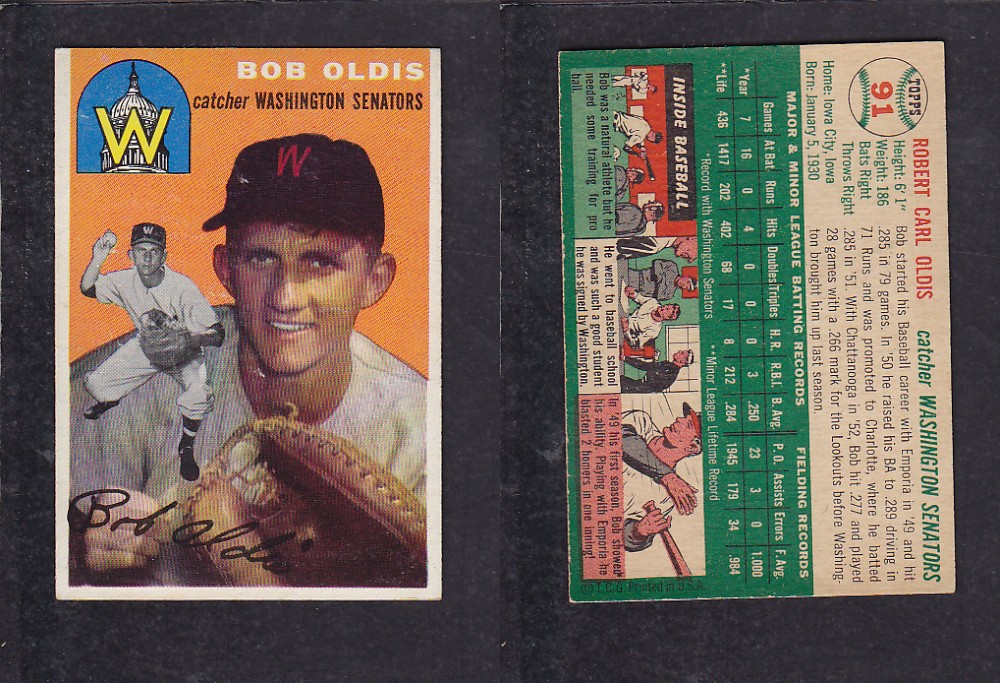 BOB OLDIS
catcher WASHINGTON SENATORS
W
W
W
Bob Oldis
TOPPS
91
ROBERT CARL OLDIS catcher WASHINGTON SENATORS
Height: 6' 1"
Weight: 186
Bats Right
Throws Right
Home: Iowa City, Iowa
Born: January 5, 1930
Bob started his Baseball career with Emporia in '49 and hit
.285 in 79 games. In '50 he raised his BA to .289 driving in
71 Runs and was promoted to Charlotte, where he batted
.285 in '51. With Chattanooga in '52, Bob hit .277 and played
28 games with a .266 mark for the Lookouts before Washing-
ton brought him up last season.
MAJOR & MINOR LEAGUE BATTING RECORDS FIELDING RECORDS
Games At Bat Runs Hits Doubles Triples H.R. R.B.I. B. Avg. P.O. Assists Errors F. Avg.
*Year 7 16 0 4 0 0 0 3 .250 23 3 0 1.000
**Life 436 1417 202 402 68 17 8 212 .284 1945 179 34 .984
*Record with Washington Senators **Minor League Lifetime Record
INSIDE BASEBALL
Bob was a natural athlete but he
needed some training for pro
ball.
He went to baseball school
and was such a good student
he was signed by Washington.
In '49 his first season, Bob showed
his ability. Playing with Emporia he
blasted 2 homers in one inning!
© T. C. G. Printed in U.S.A.